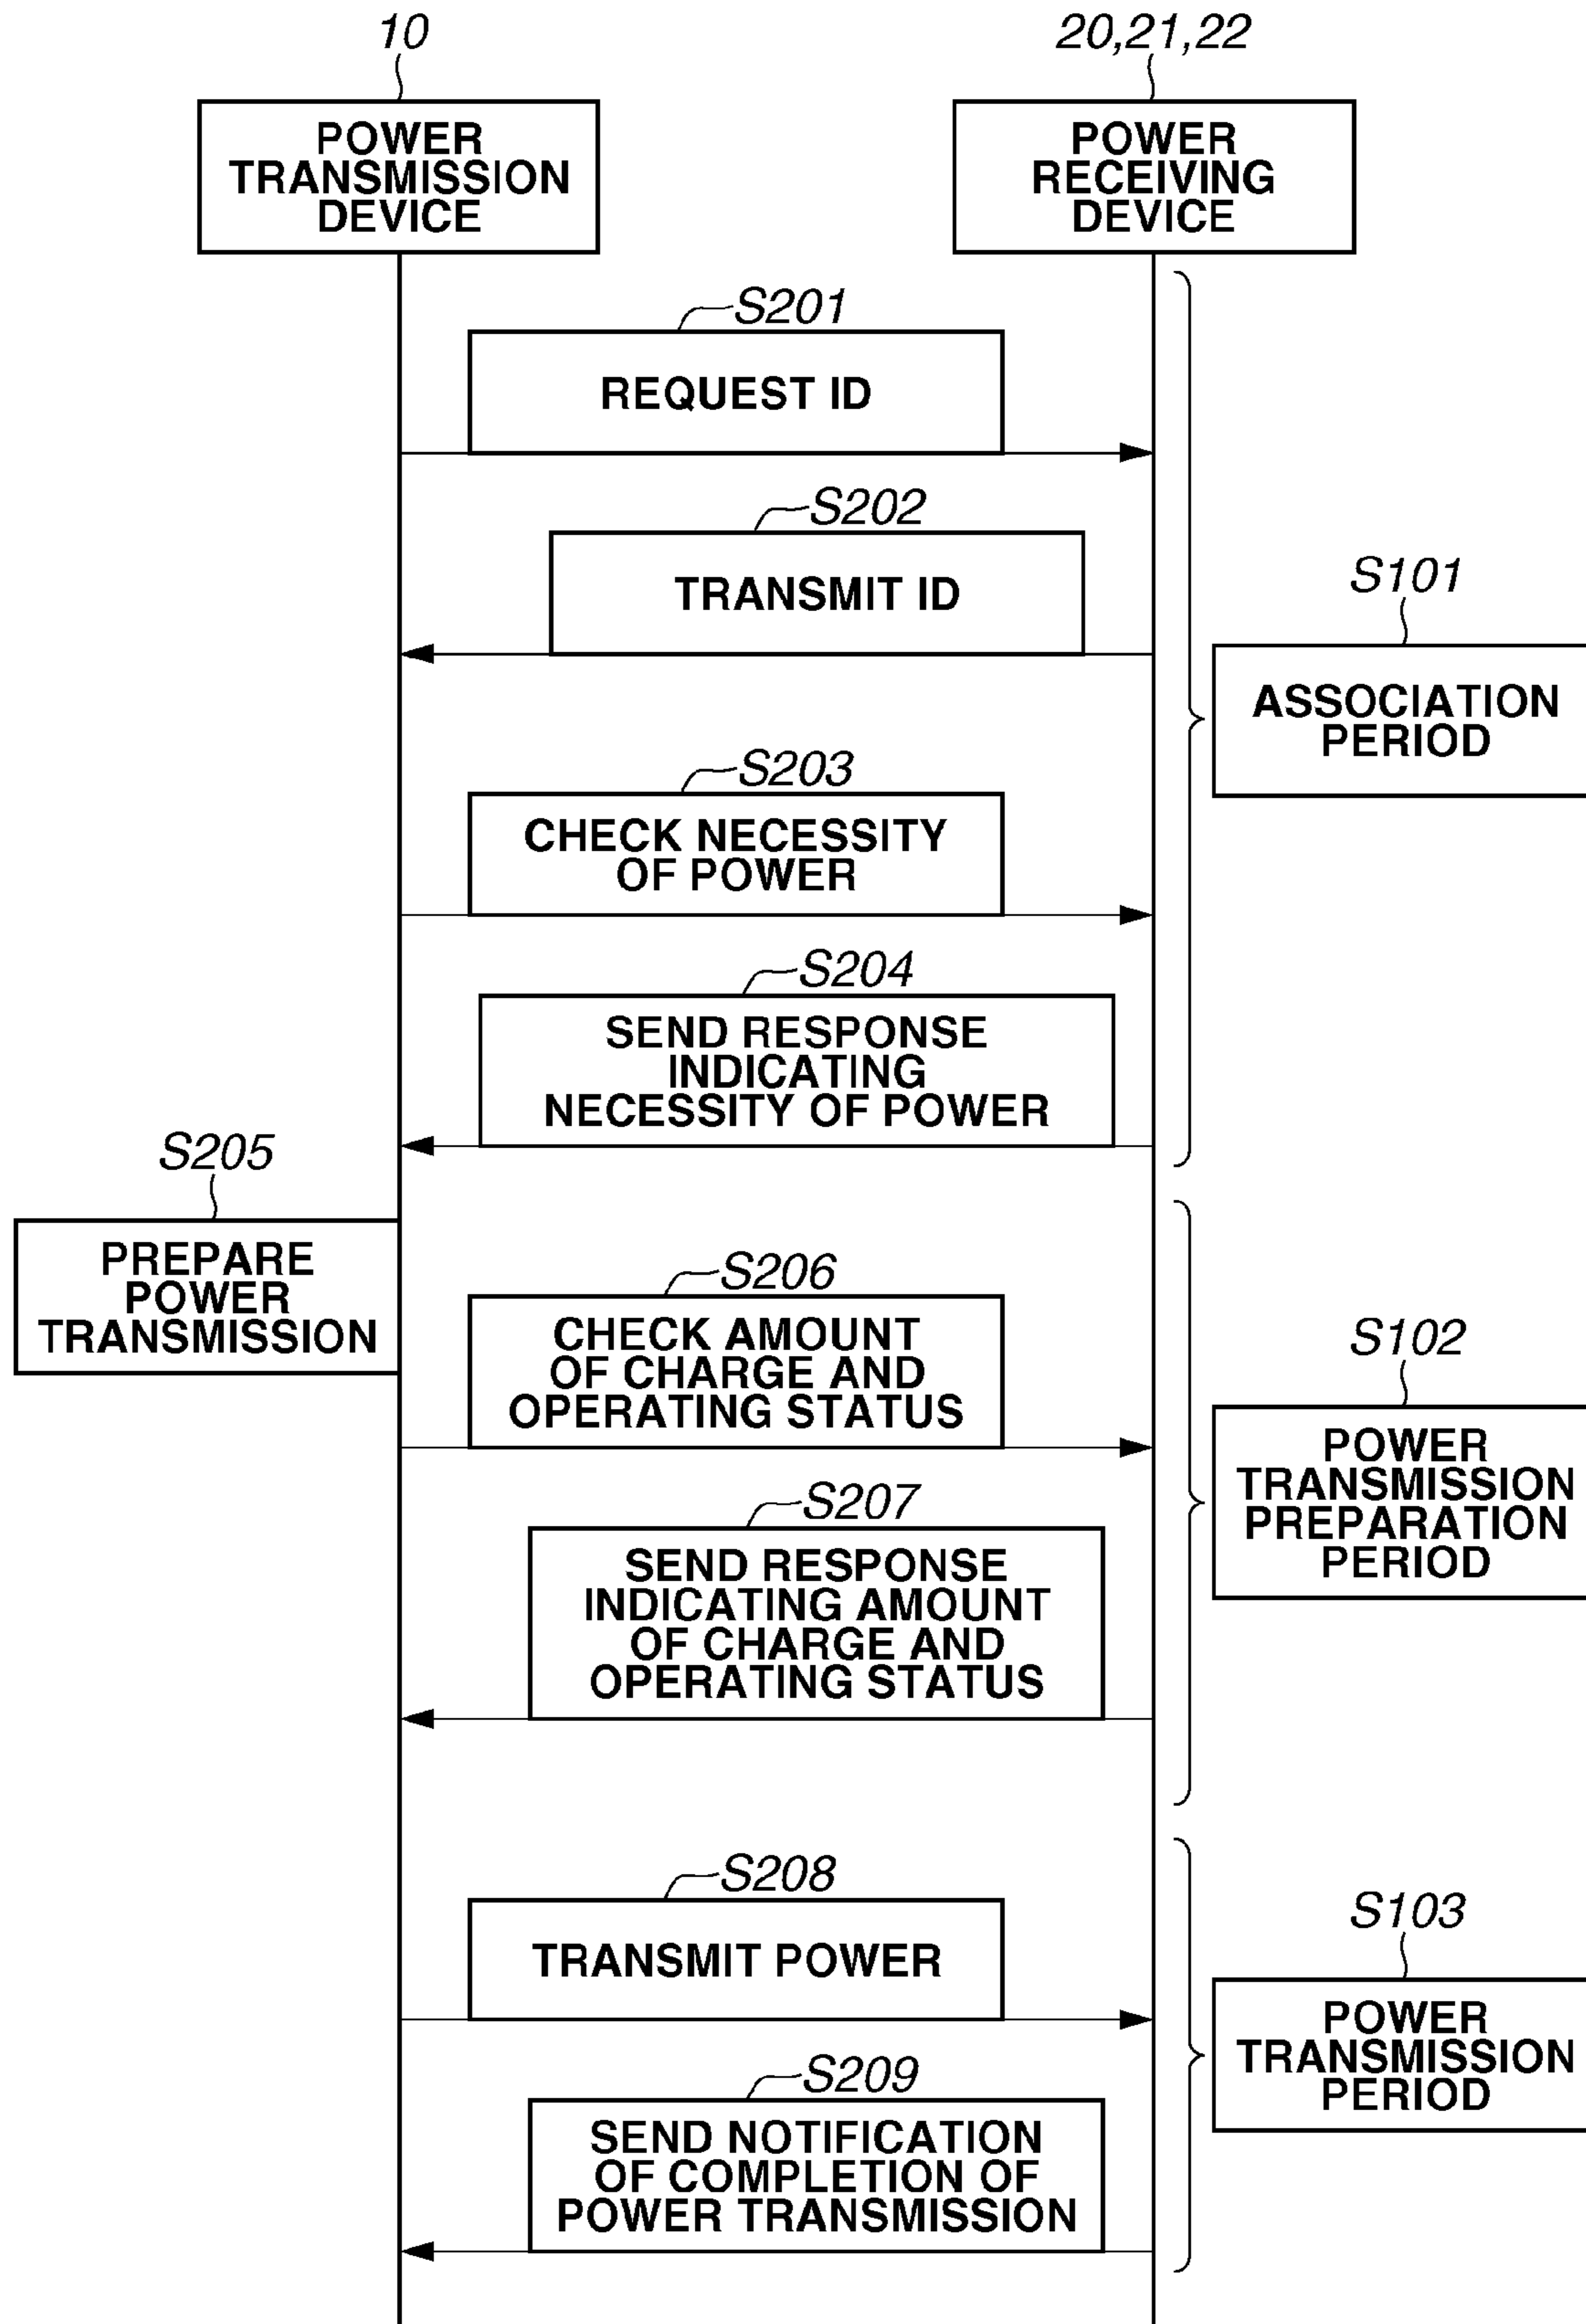 10
20,21,22
POWER
TRANSMISSION
DEVICE
POWER
RECEIVING
DEVICE
S201
REQUEST ID
S202
TRANSMIT ID
S101
ASSOCIATION
PERIOD
S203
CHECK NECESSITY
OF POWER
S204
SEND RESPONSE
INDICATING
NECESSITY OF POWER
S205
PREPARE
POWER
TRANSMISSION
S206
CHECK AMOUNT
OF CHARGE AND
OPERATING STATUS
S102
POWER
TRANSMISSION
PREPARATION
PERIOD
S207
SEND RESPONSE
INDICATING AMOUNT
OF CHARGE AND
OPERATING STATUS
S208
TRANSMIT POWER
S103
POWER
TRANSMISSION
PERIOD
S209
SEND NOTIFICATION
OF COMPLETION OF
POWER TRANSMISSION